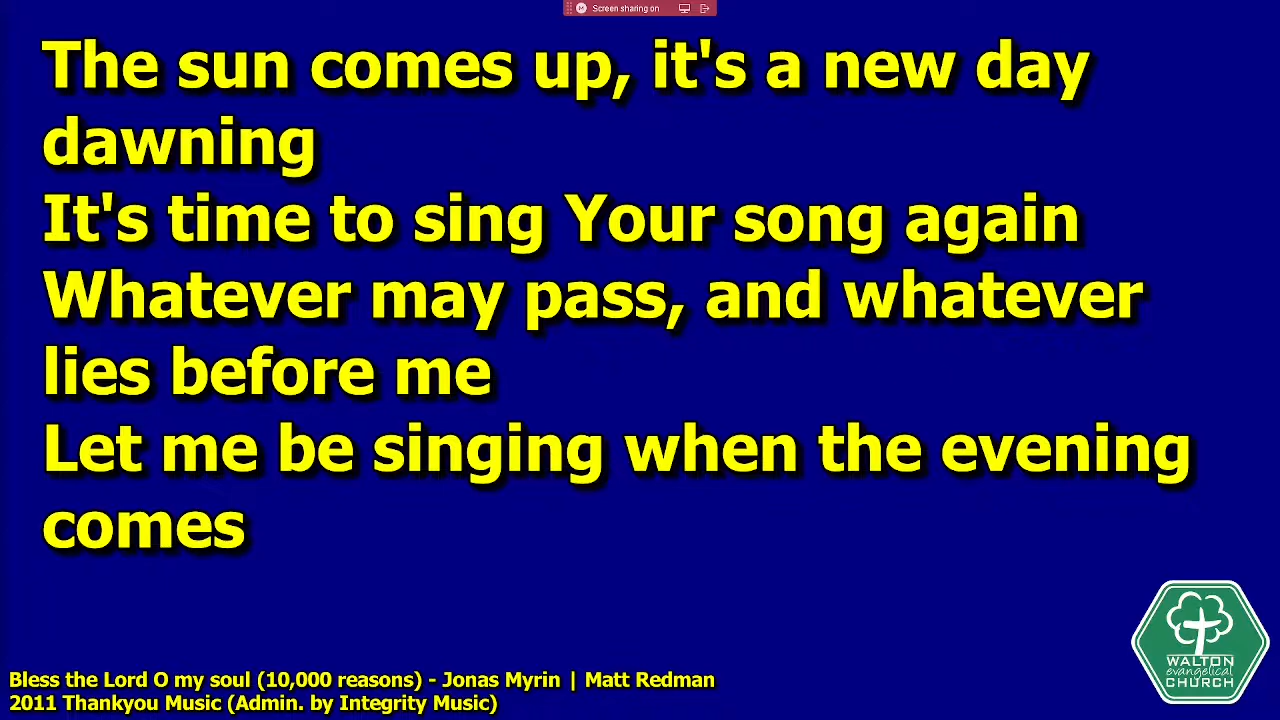 Screen sharing on
The sun comes up, it's a new day
dawning
It's time to sing Your song again
Whatever may pass, and whatever
lies before me
Let me be singing when the evening
comes
WALTON
evangelical
CHURCH
Bless the Lord O my soul (10,000 reasons) - Jonas Myrin | Matt Redman
2011 Thankyou Music (Admin. by Integrity Music)